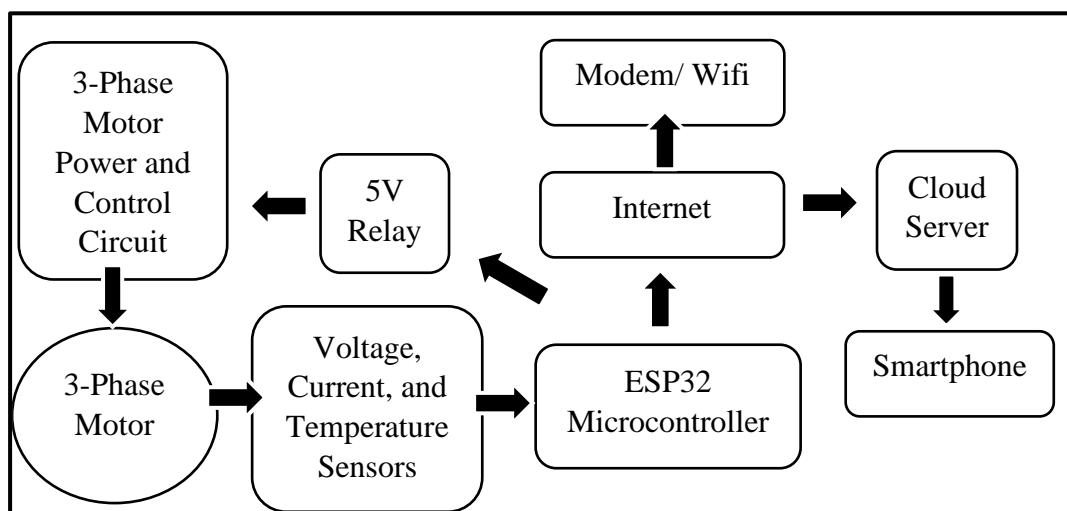 3-Phase
Motor
Power and
Control
Circuit
5V
Relay
Modem/ Wifi
Internet
Cloud
Server
3-Phase
Motor
Voltage,
Current, and
Temperature
Sensors
ESP32
Microcontroller
Smartphone